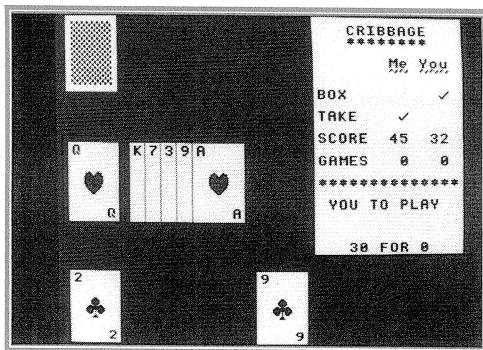 CRIBBAGE
**********
Me You
BOX ✓
TAKE ✓
SCORE 45 32
GAMES 0 0
**************
YOU TO PLAY
30 FOR 0
Q
Q
K 7 3 9 A
A
2
2
9
9